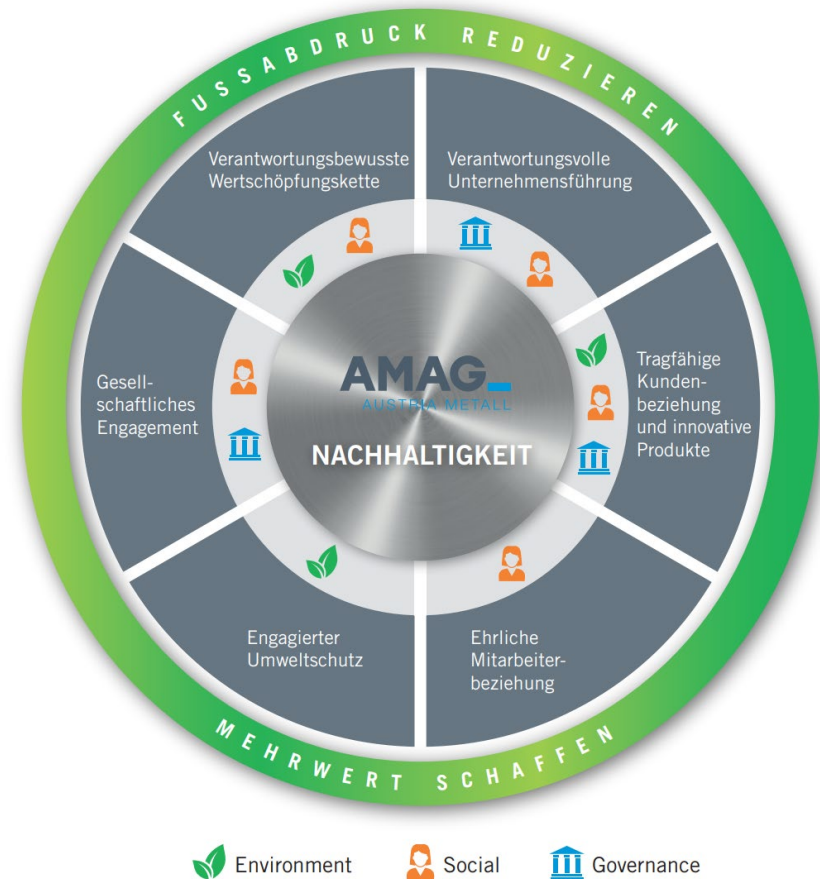 FUSSABDRUCK REDUZIEREN
Verantwortungsbewusste
Wertschöpfungskette
Verantwortungsvolle
Unternehmensführung
Gesell-
schaftliches
Engagement
AMAG_
AUSTRIA METALL
NACHHALTIGKEIT
Tragfähige
Kunden-
beziehung
und innovative
Produkte
Engagierter
Umweltschutz
Ehrliche
Mitarbeiter-
beziehung
MEHRWERT SCHAFFEN
Environment
Social
Governance